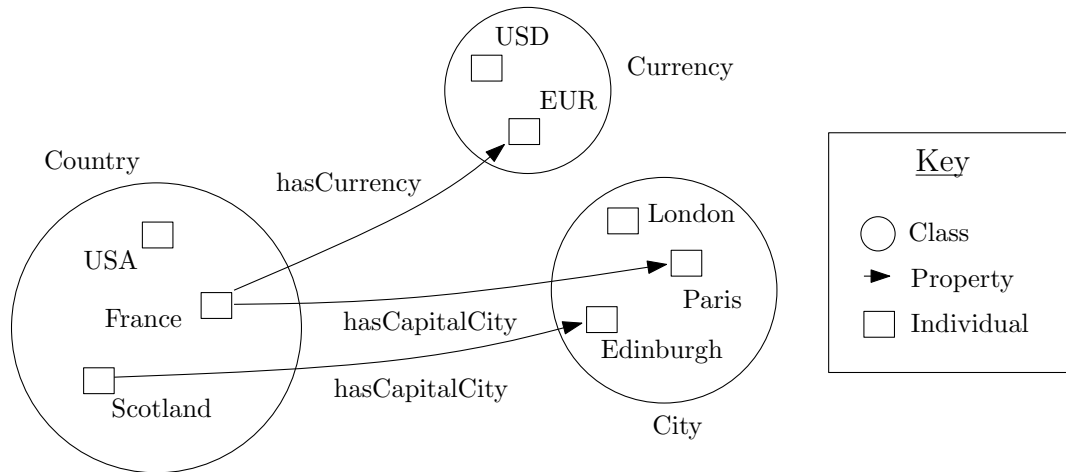 USD
Currency
EUR
Country
hasCurrency
USA
France
Scotland
hasCapitalCity
hasCapitalCity
London
Paris
Edinburgh
City
Key
Class
Property
Individual